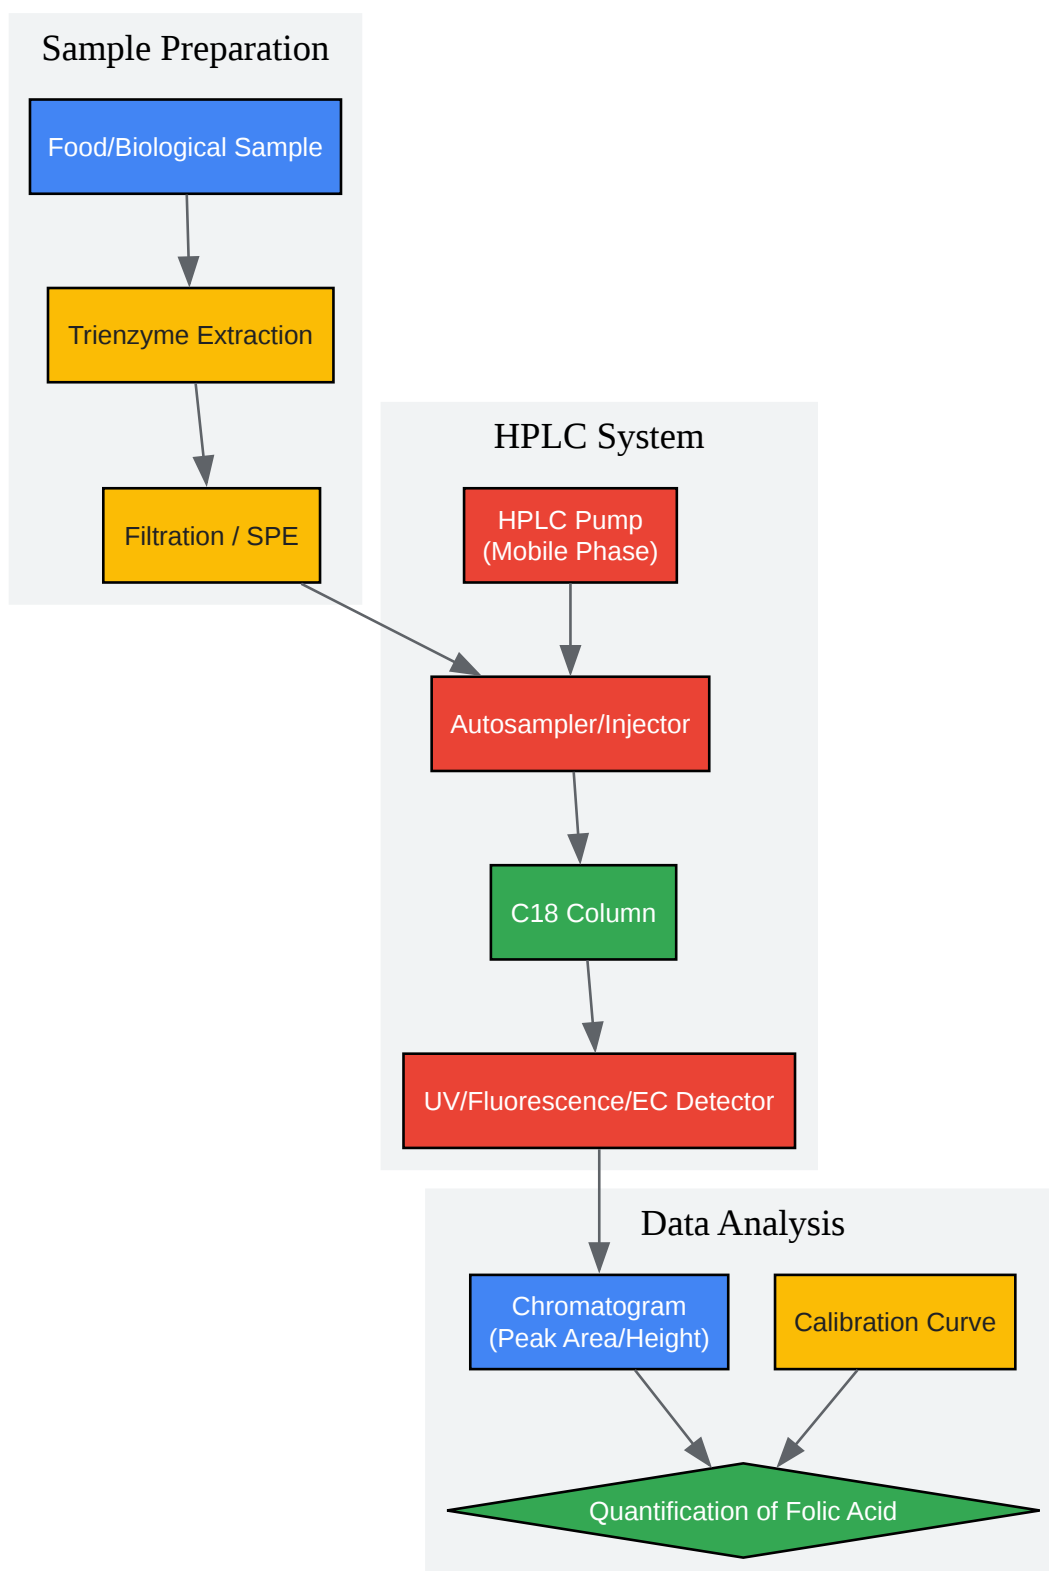 Sample Preparation
Food/Biological Sample
Trienzyme Extraction
Filtration / SPE
HPLC System
HPLC Pump
(Mobile Phase)
Autosampler/Injector
C18 Column
UV/Fluorescence/EC Detector
Data Analysis
Chromatogram
(Peak Area/Height)
Calibration Curve
Quantification of Folic Acid